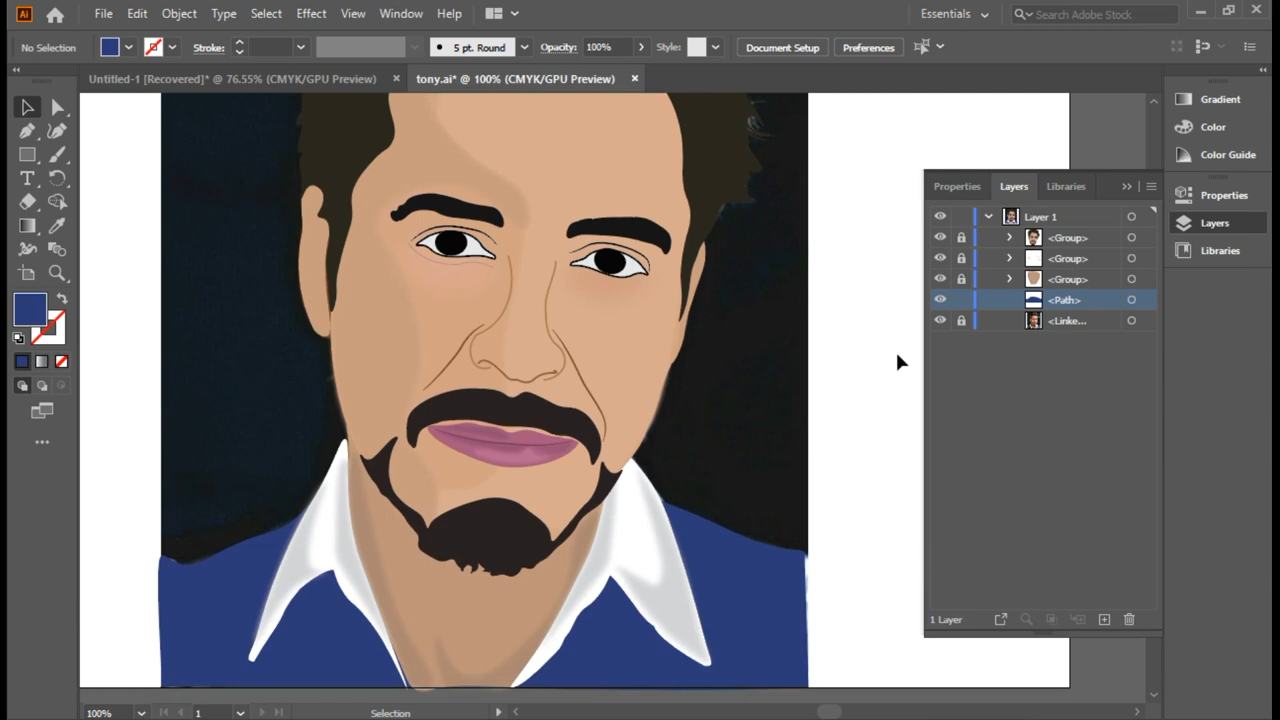 Ai File Edit Object Type Select Effect View Window Help Essentials Search Adobe Stock
No Selection Stroke: 5 pt. Round Opacity: 100% Style: Document Setup Preferences
Untitled-1 [Recovered]* @ 76.55% (CMYK/GPU Preview) tony.ai* @ 100% (CMYK/GPU Preview)
Gradient
Color
Color Guide
Properties
Layers
Libraries
Properties Layers Libraries
Layer 1
<Group>
<Group>
<Group>
<Path>
<Linke...
1 Layer
100% 1 Selection